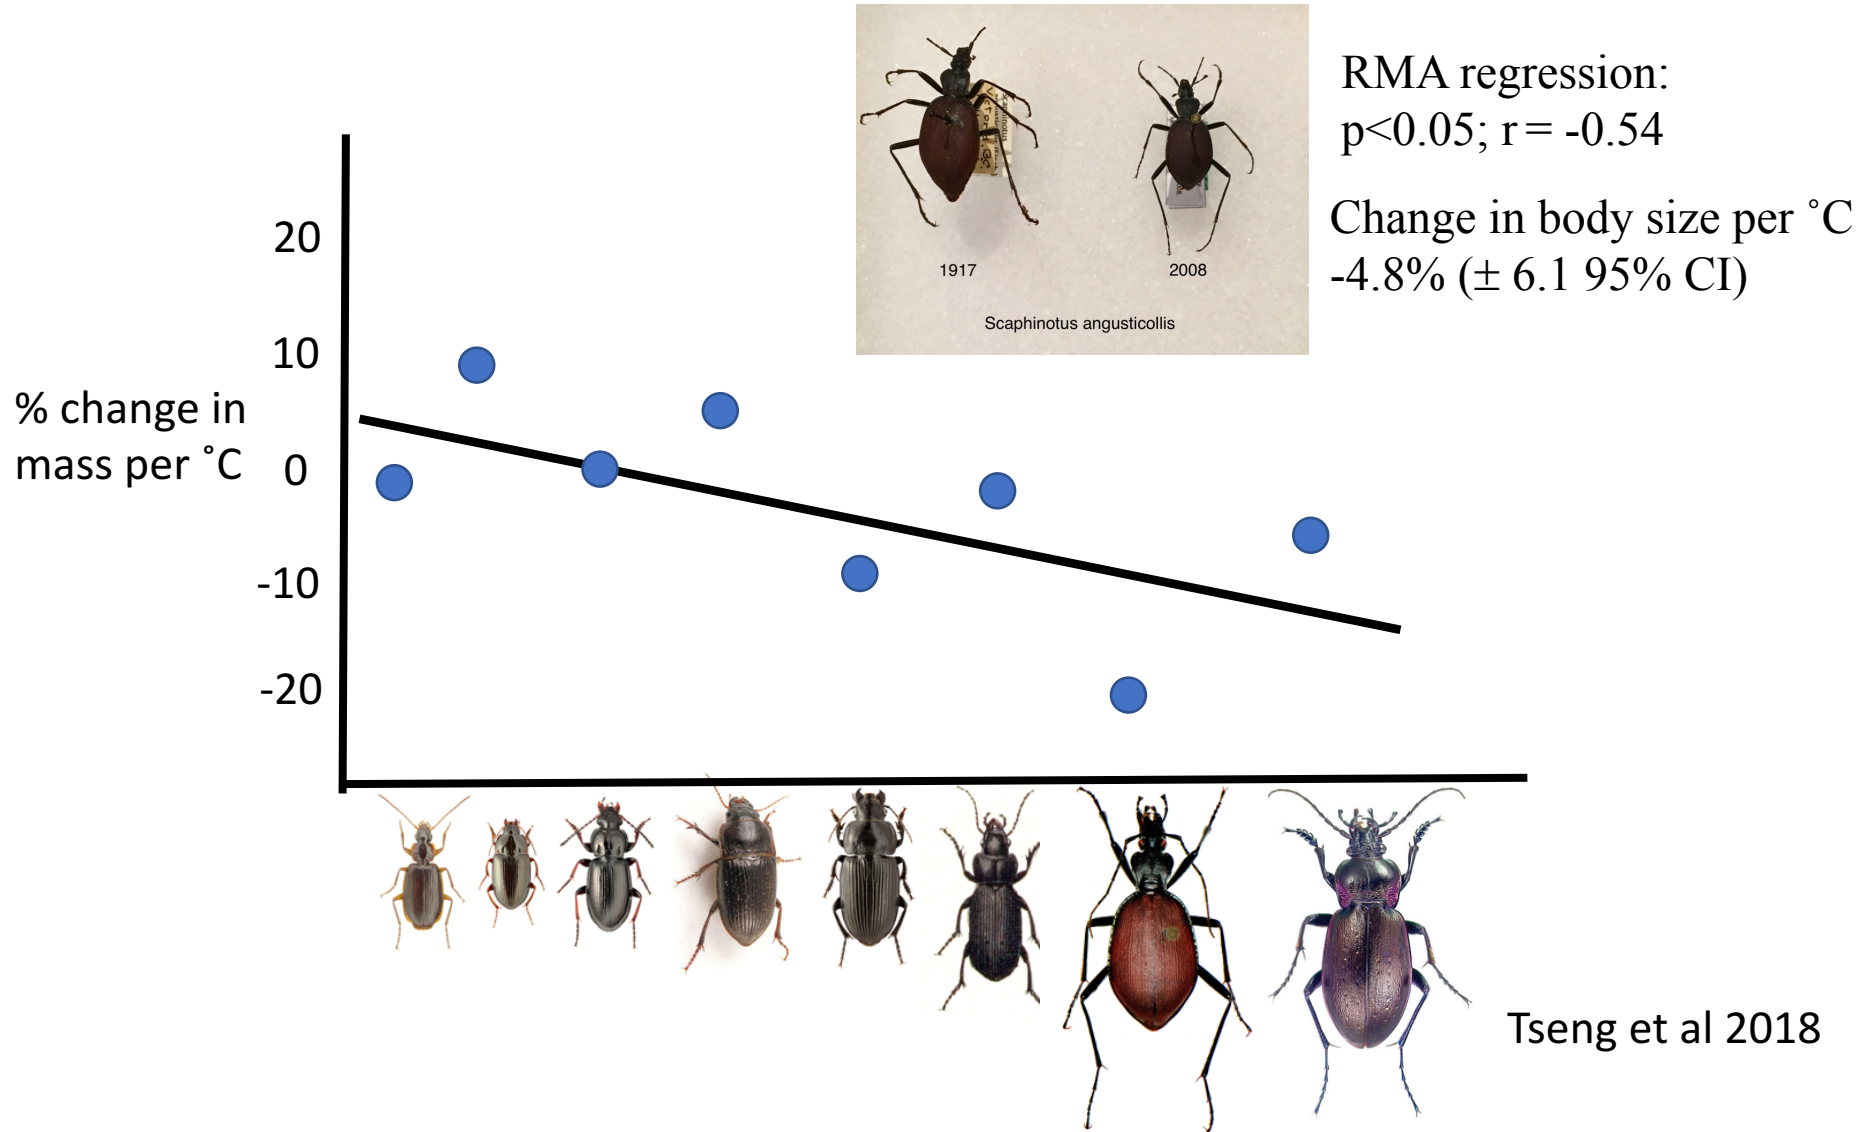 RMA regression:
p<0.05; r = -0.54
Change in body size per ˚C
-4.8% (± 6.1 95% CI)
1917
2008
Scaphinotus angusticollis
20
10
0
-10
-20
% change in
mass per ˚C
Tseng et al 2018